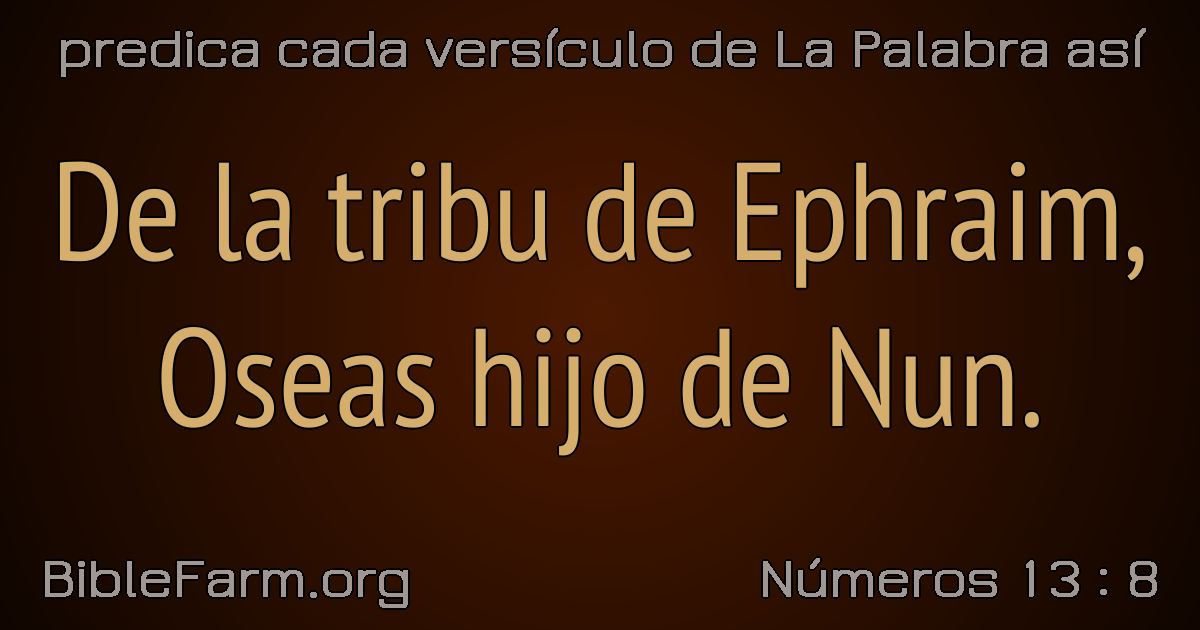 predica cada versículo de La Palabra así
De la tribu de Ephraim,
Oseas hijo de Nun.
BibleFarm.org
Números 13 : 8